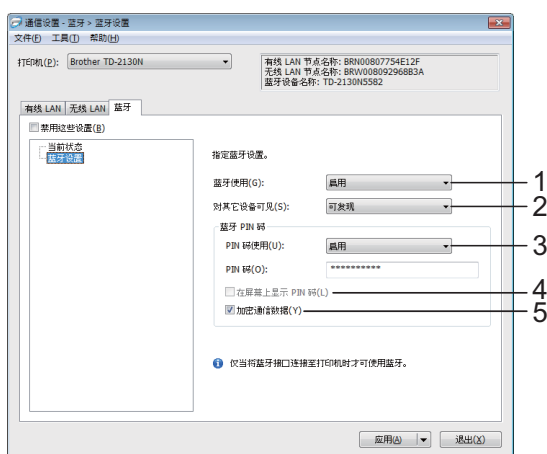 通信设置 - 蓝牙 > 蓝牙设置
文件(F) 工具(T) 帮助(H)
打印机(P): Brother TD-2130N
有线 LAN 节点名称: BRN00807754E12F
无线 LAN 节点名称: BRW008092968B3A
蓝牙设备名称: TD-2130N5582
有线 LAN 无线 LAN 蓝牙
禁用这些设置(B)
当前状态
蓝牙设置
指定蓝牙设置。
蓝牙使用(G): 启用 1
对其它设备可见(S): 可发现 2
蓝牙 PIN 码
PIN 码使用(U): 启用 3
PIN 码(O): **********
在屏幕上显示 PIN 码(L) 4
加密通信数据(Y) 5
仅当将蓝牙接口连接至打印机时才可使用蓝牙。
应用(A) 退出(X)